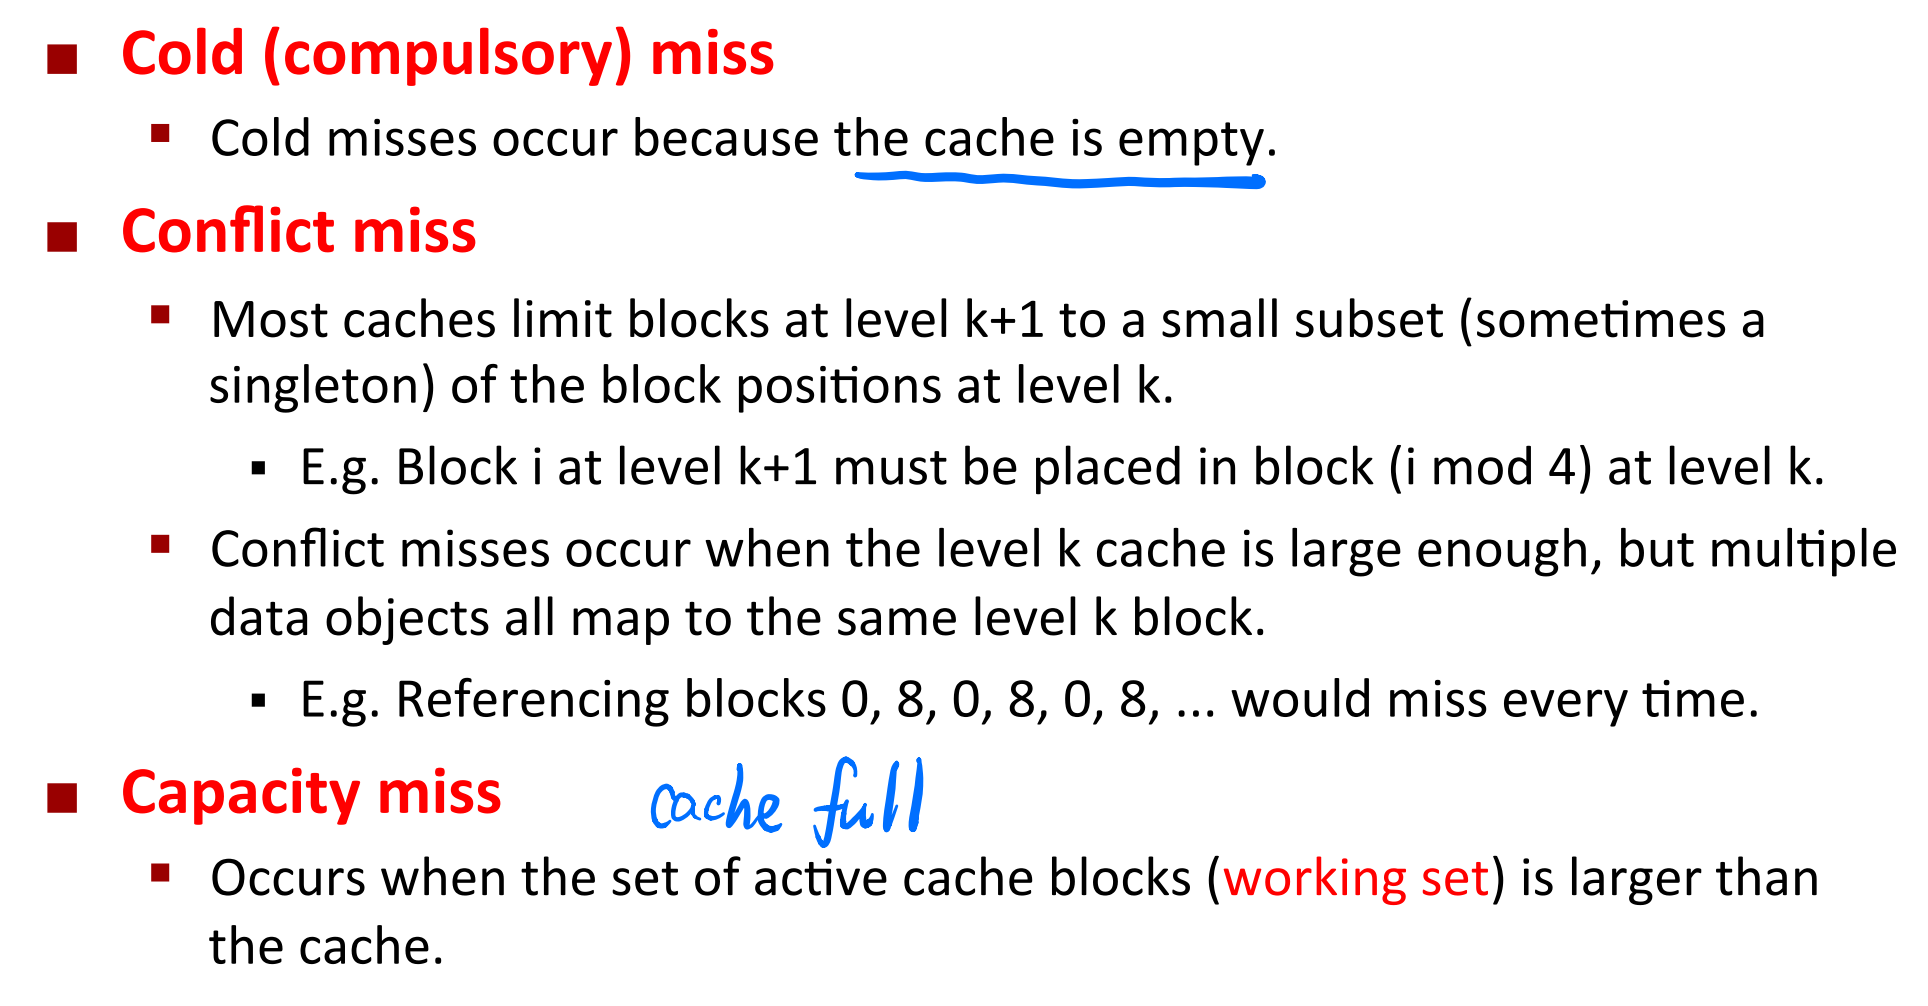 Cold (compulsory) miss
Cold misses occur because the cache is empty.
Conflict miss
Most caches limit blocks at level k+1 to a small subset (sometimes a
singleton) of the block positions at level k.
E.g. Block i at level k+1 must be placed in block (i mod 4) at level k.
Conflict misses occur when the level k cache is large enough, but multiple
data objects all map to the same level k block.
E.g. Referencing blocks 0, 8, 0, 8, 0, 8, ... would miss every time.
Capacity miss cache full
Occurs when the set of active cache blocks (working set) is larger than
the cache.